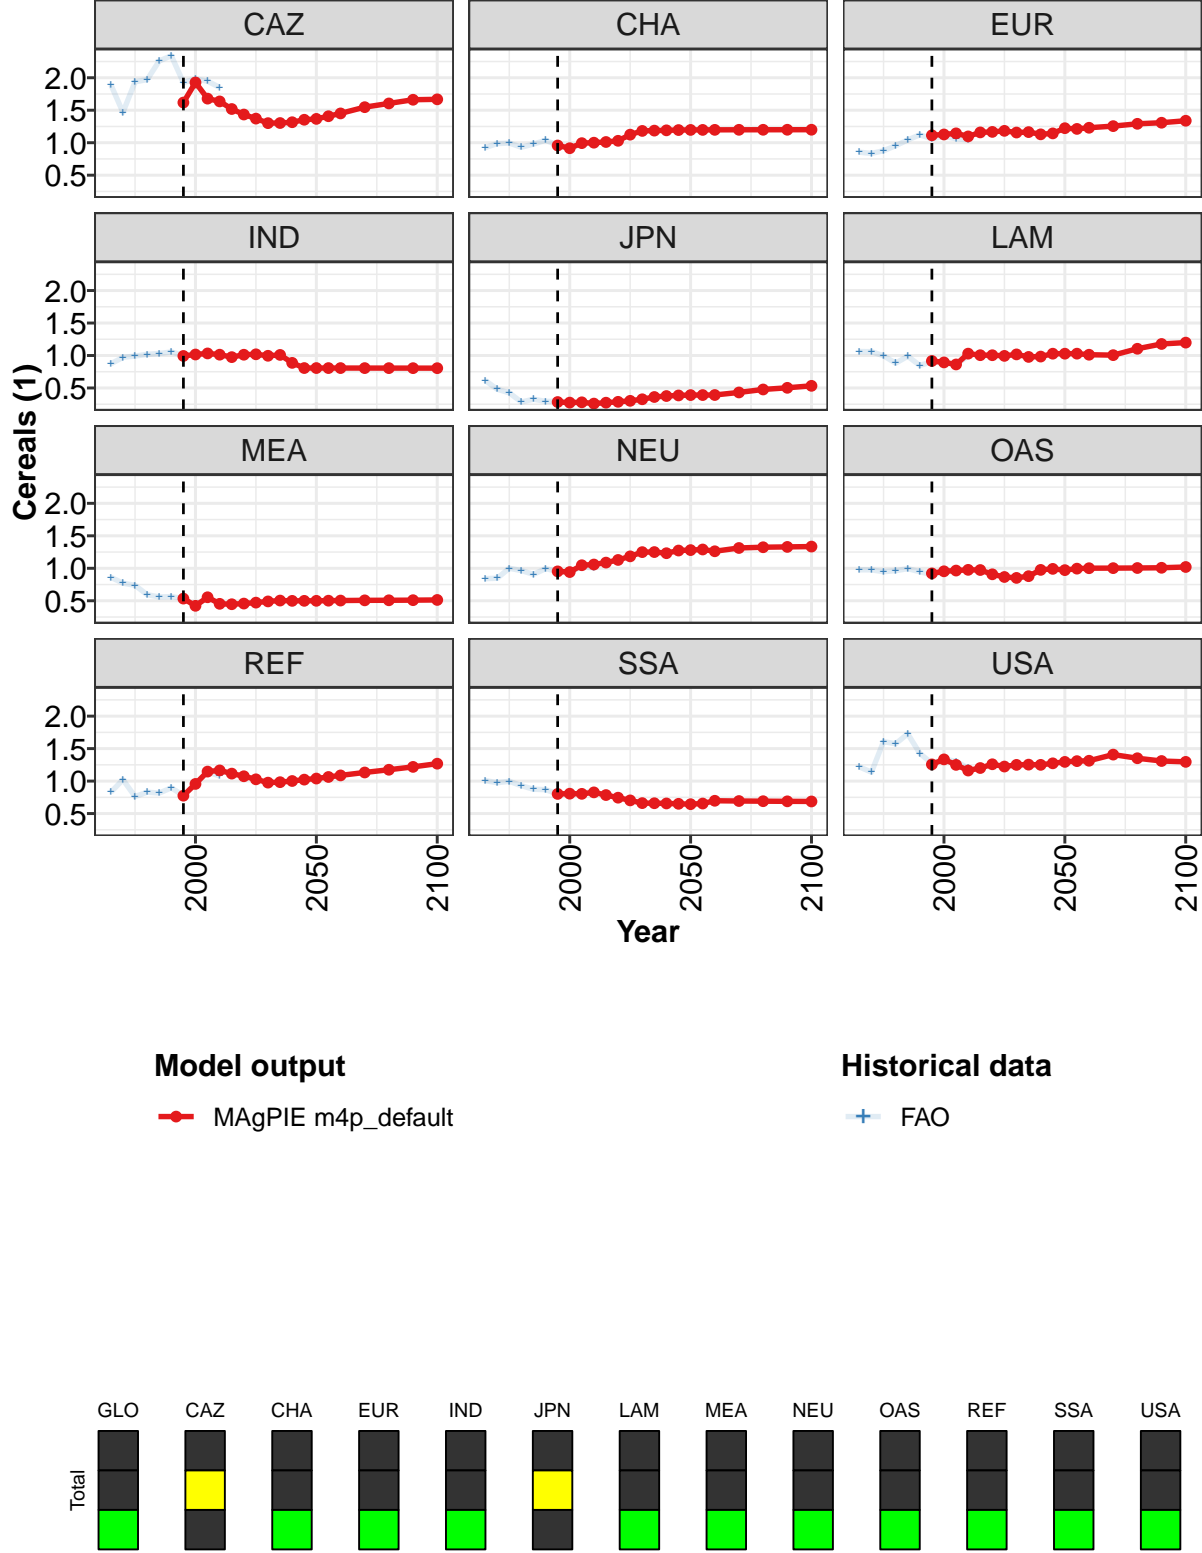 CAZ CHA EUR
2.0
1.5
1.0
0.5
IND JPN LAM
2.0
1.5
1.0
0.5
MEA NEU OAS
2.0
1.5
1.0
0.5
REF SSA USA
2.0
1.5
1.0
0.5
Cereals (1)
2000 2050 2100 2000 2050 2100 2000 2050 2100
Year
Model output Historical data
MAgPIE m4p_default FAO
GLO CAZ CHA EUR IND JPN LAM MEA NEU OAS REF SSA USA
Total